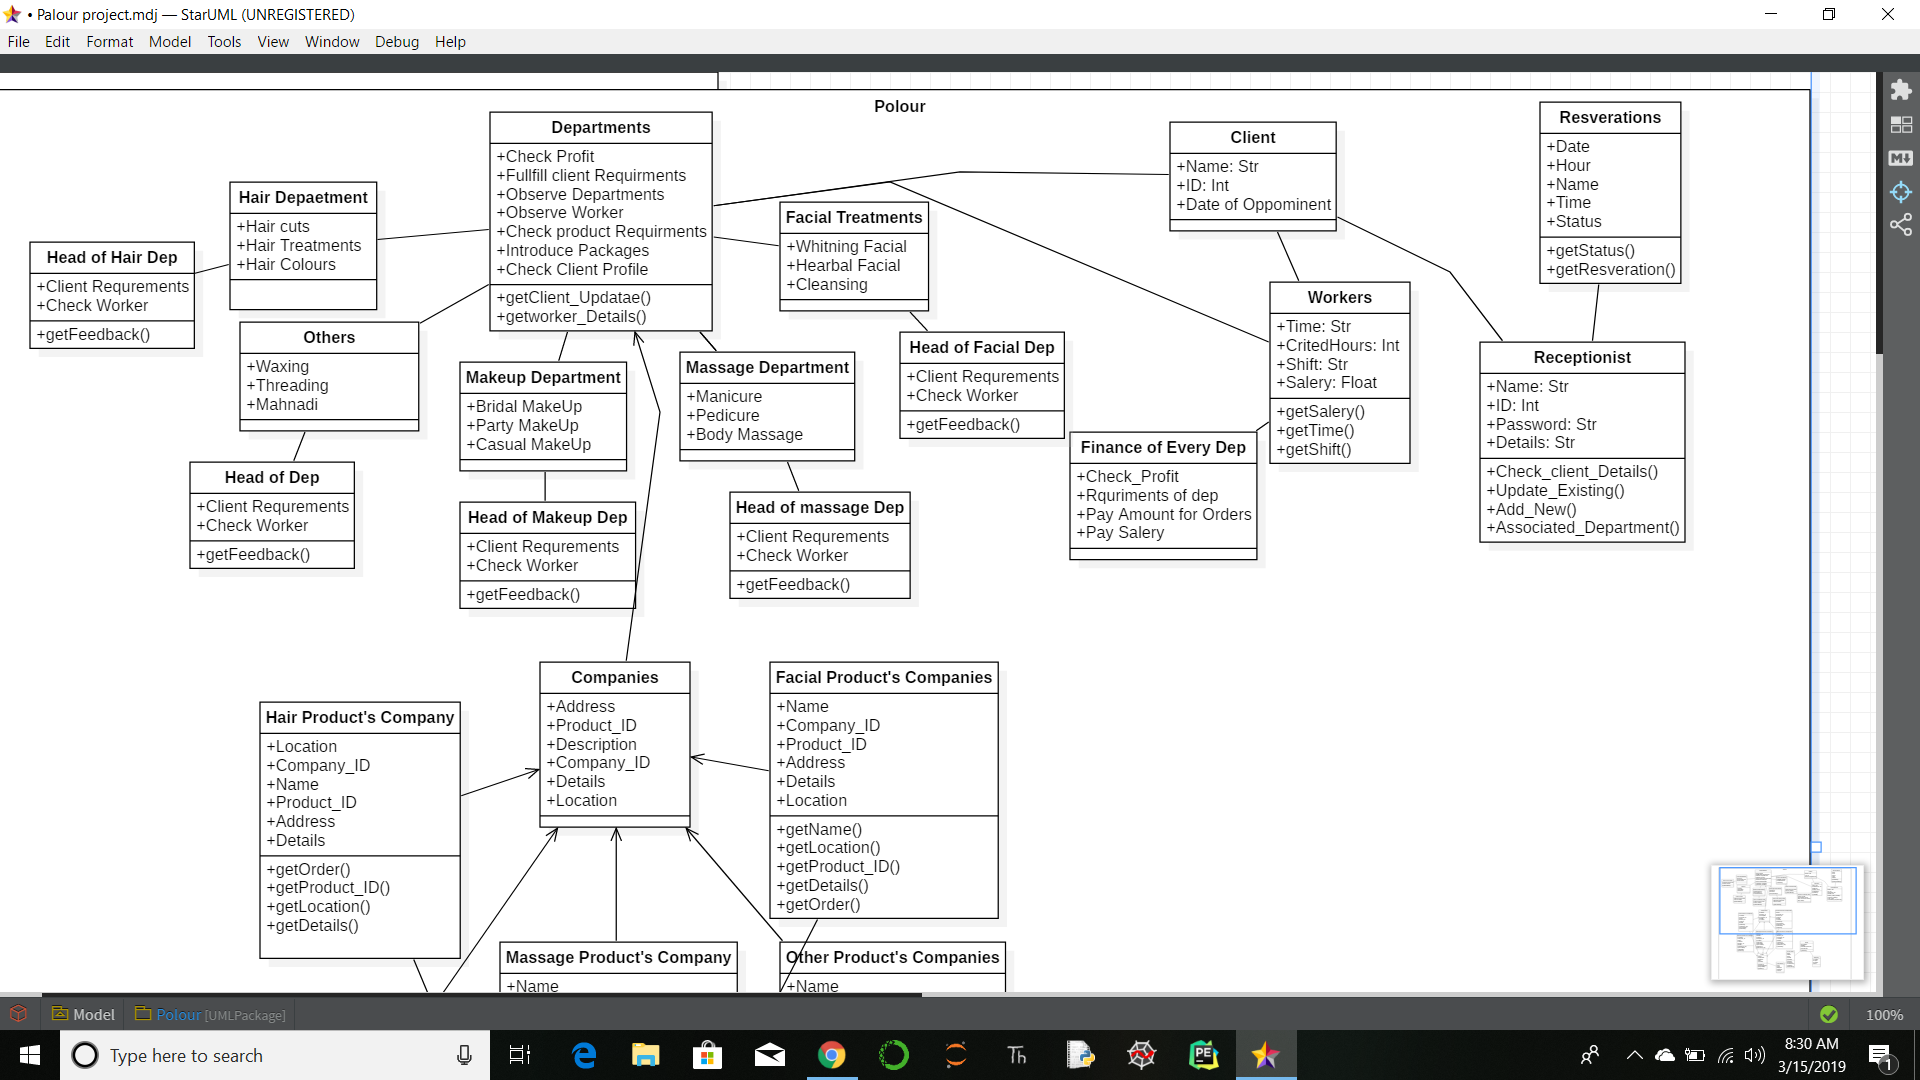 • Palour project.mdj — StarUML (UNREGISTERED)
File Edit Format Model Tools View Window Debug Help
Polour
Departments
+Check Profit
+Fullfill client Requirments
+Observe Departments
+Observe Worker
+Check product Requirments
+Introduce Packages
+Check Client Profile
+getClient_Updatae()
+getworker_Details()
Client
+Name: Str
+ID: Int
+Date of Oppominent
Resverations
+Date
+Hour
+Name
+Time
+Status
+getStatus()
+getResveration()
Hair Depaetment
+Hair cuts
+Hair Treatments
+Hair Colours
Facial Treatments
+Whitning Facial
+Hearbal Facial
+Cleansing
Head of Hair Dep
+Client Requrements
+Check Worker
+getFeedback()
Workers
+Time: Str
+CritedHours: Int
+Shift: Str
+Salery: Float
+getSalery()
+getTime()
+getShift()
Others
+Waxing
+Threading
+Mahnadi
Head of Facial Dep
+Client Requrements
+Check Worker
+getFeedback()
Receptionist
+Name: Str
+ID: Int
+Password: Str
+Details: Str
+Check_client_Details()
+Update_Existing()
+Add_New()
+Associated_Department()
Makeup Department
+Bridal MakeUp
+Party MakeUp
+Casual MakeUp
Massage Department
+Manicure
+Pedicure
+Body Massage
Finance of Every Dep
+Check_Profit
+Rquriments of dep
+Pay Amount for Orders
+Pay Salery
Head of Dep
+Client Requrements
+Check Worker
+getFeedback()
Head of Makeup Dep
+Client Requrements
+Check Worker
+getFeedback()
Head of massage Dep
+Client Requrements
+Check Worker
+getFeedback()
Companies
+Address
+Product_ID
+Description
+Company_ID
+Details
+Location
Facial Product's Companies
+Name
+Company_ID
+Product_ID
+Address
+Details
+Location
+getName()
+getLocation()
+getProduct_ID()
+getDetails()
+getOrder()
Hair Product's Company
+Location
+Company_ID
+Name
+Product_ID
+Address
+Details
+getOrder()
+getProduct_ID()
+getLocation()
+getDetails()
Massage Product's Company
+Name
Other Product's Companies
+Name
M
Model
Polour [UMLPackage]
100%
Type here to search
Th
PE
8:30 AM
3/15/2019
1